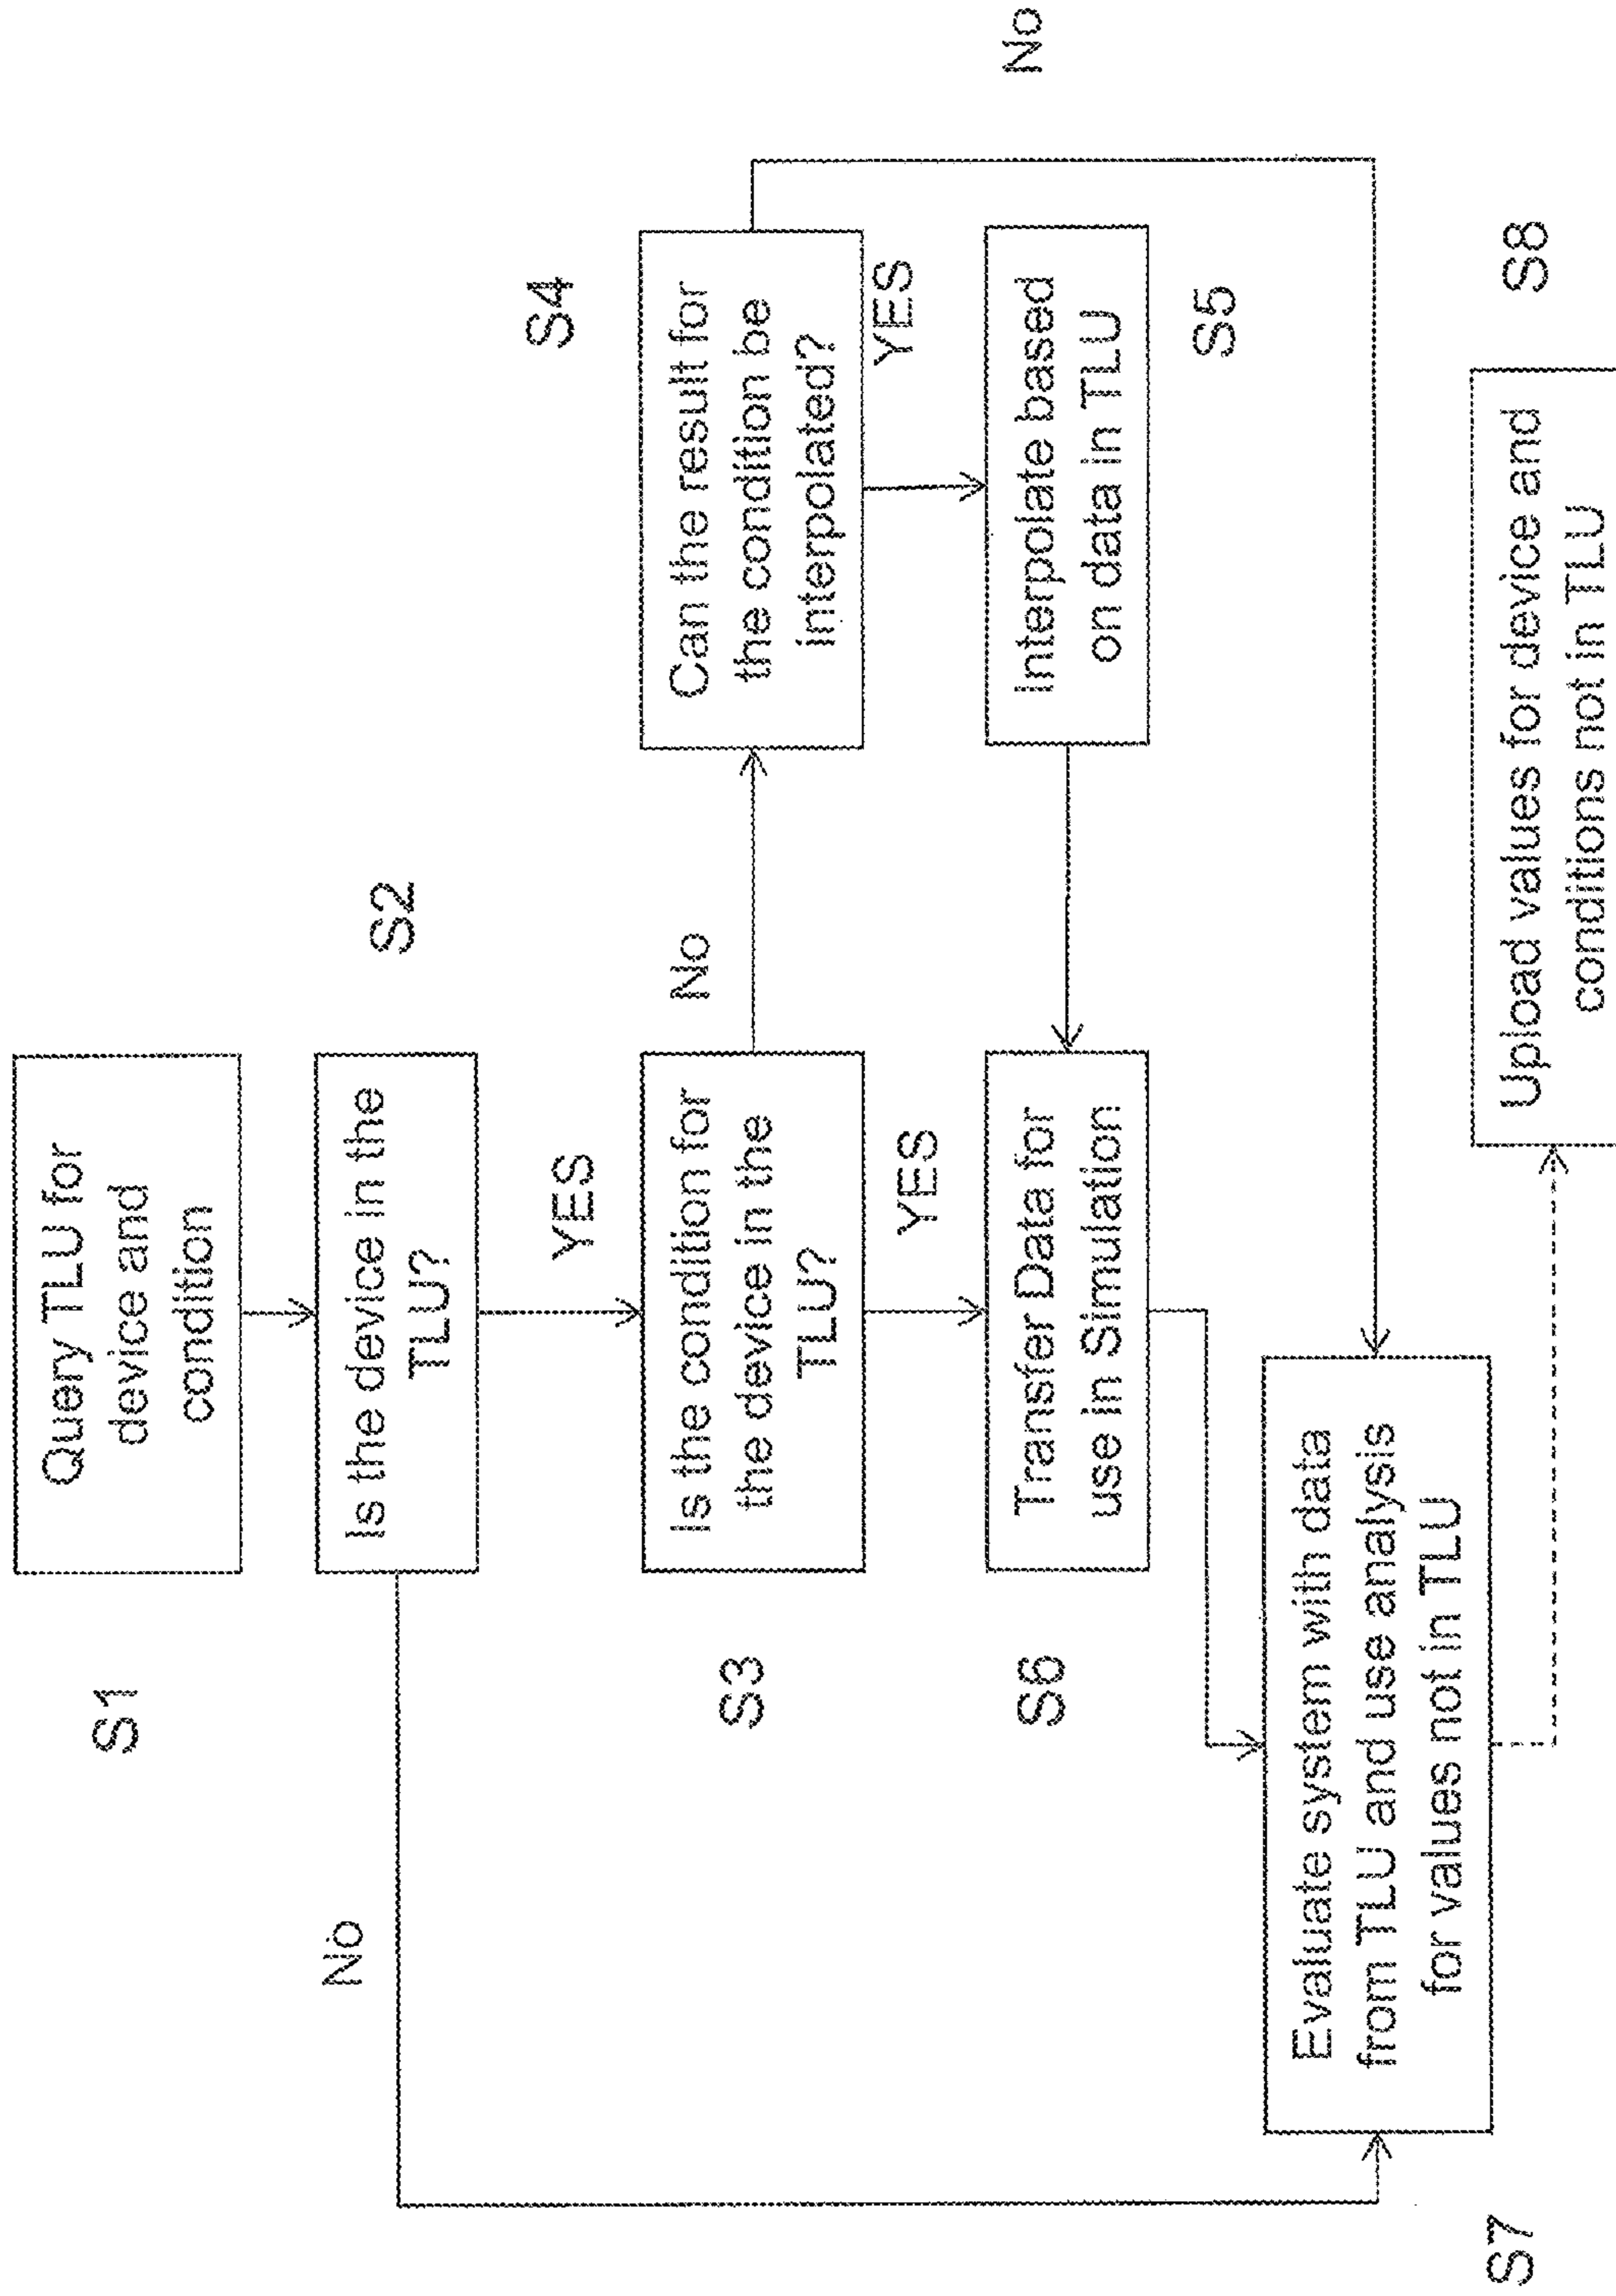 S1
Query TLU for
device and
condition
S2
Is the device in the
TLU?
No
YES
S3
Is the condition for
the device in the
TLU?
No
S4
Can the result for
the condition be
interpolated?
No
YES
YES
S6
Transfer Data for
use in Simulation
Interpolate based
on data in TLU
S5
S7
Evaluate system with data
from TLU and use analysis
for values not in TLU
S8
Upload values for device and
conditions not in TLU